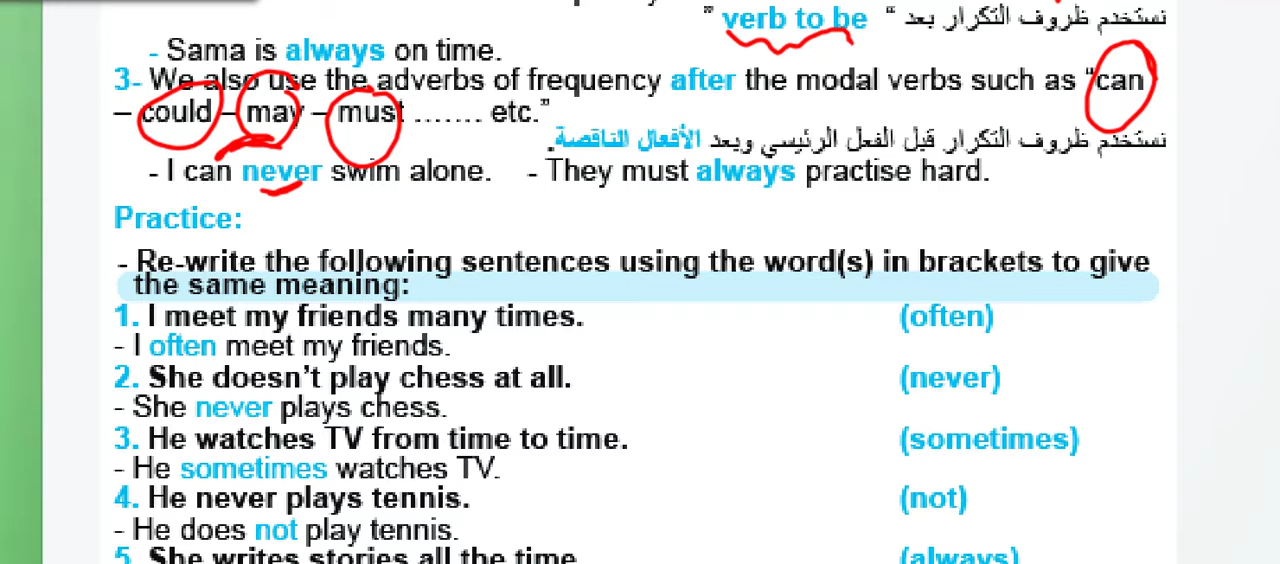 نستخدم ظروف التكرار بعد “ verb to be ”
- Sama is always on time.
3- We also use the adverbs of frequency after the modal verbs such as “can
– could – may – must ....... etc.”
نستخدم ظروف التكرار قبل الفعل الرئيسي وبعد الأفعال الناقصة.
- I can never swim alone. - They must always practise hard.
Practice:
- Re-write the following sentences using the word(s) in brackets to give
the same meaning:
1. I meet my friends many times. (often)
- I often meet my friends.
2. She doesn’t play chess at all. (never)
- She never plays chess.
3. He watches TV from time to time. (sometimes)
- He sometimes watches TV.
4. He never plays tennis. (not)
- He does not play tennis.
5. She writes stories all the time (always)